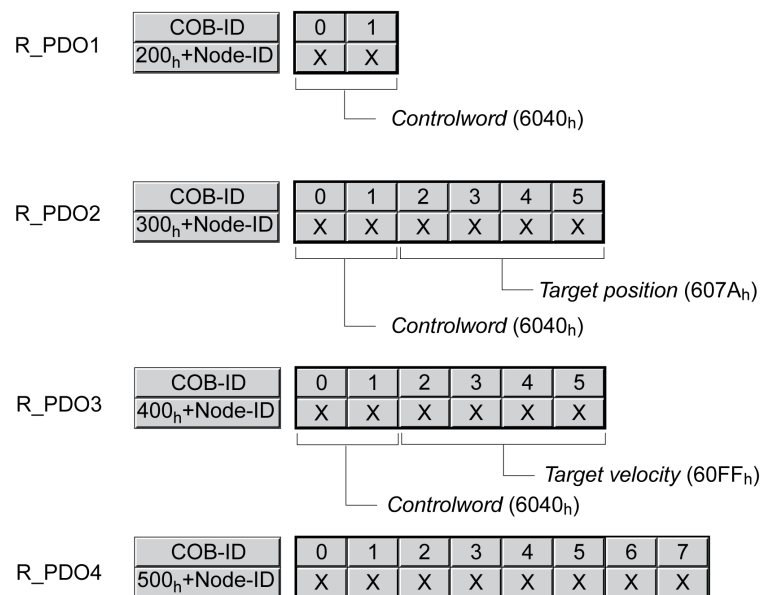 COB-ID 0 1
R_PDO1
200h+Node-ID X X
Controlword (6040h)
COB-ID 0 1 2 3 4 5
R_PDO2
300h+Node-ID X X X X X X
Target position (607Ah)
Controlword (6040h)
COB-ID 0 1 2 3 4 5
R_PDO3
400h+Node-ID X X X X X X
Target velocity (60FFh)
Controlword (6040h)
COB-ID 0 1 2 3 4 5 6 7
R_PDO4
500h+Node-ID X X X X X X X X